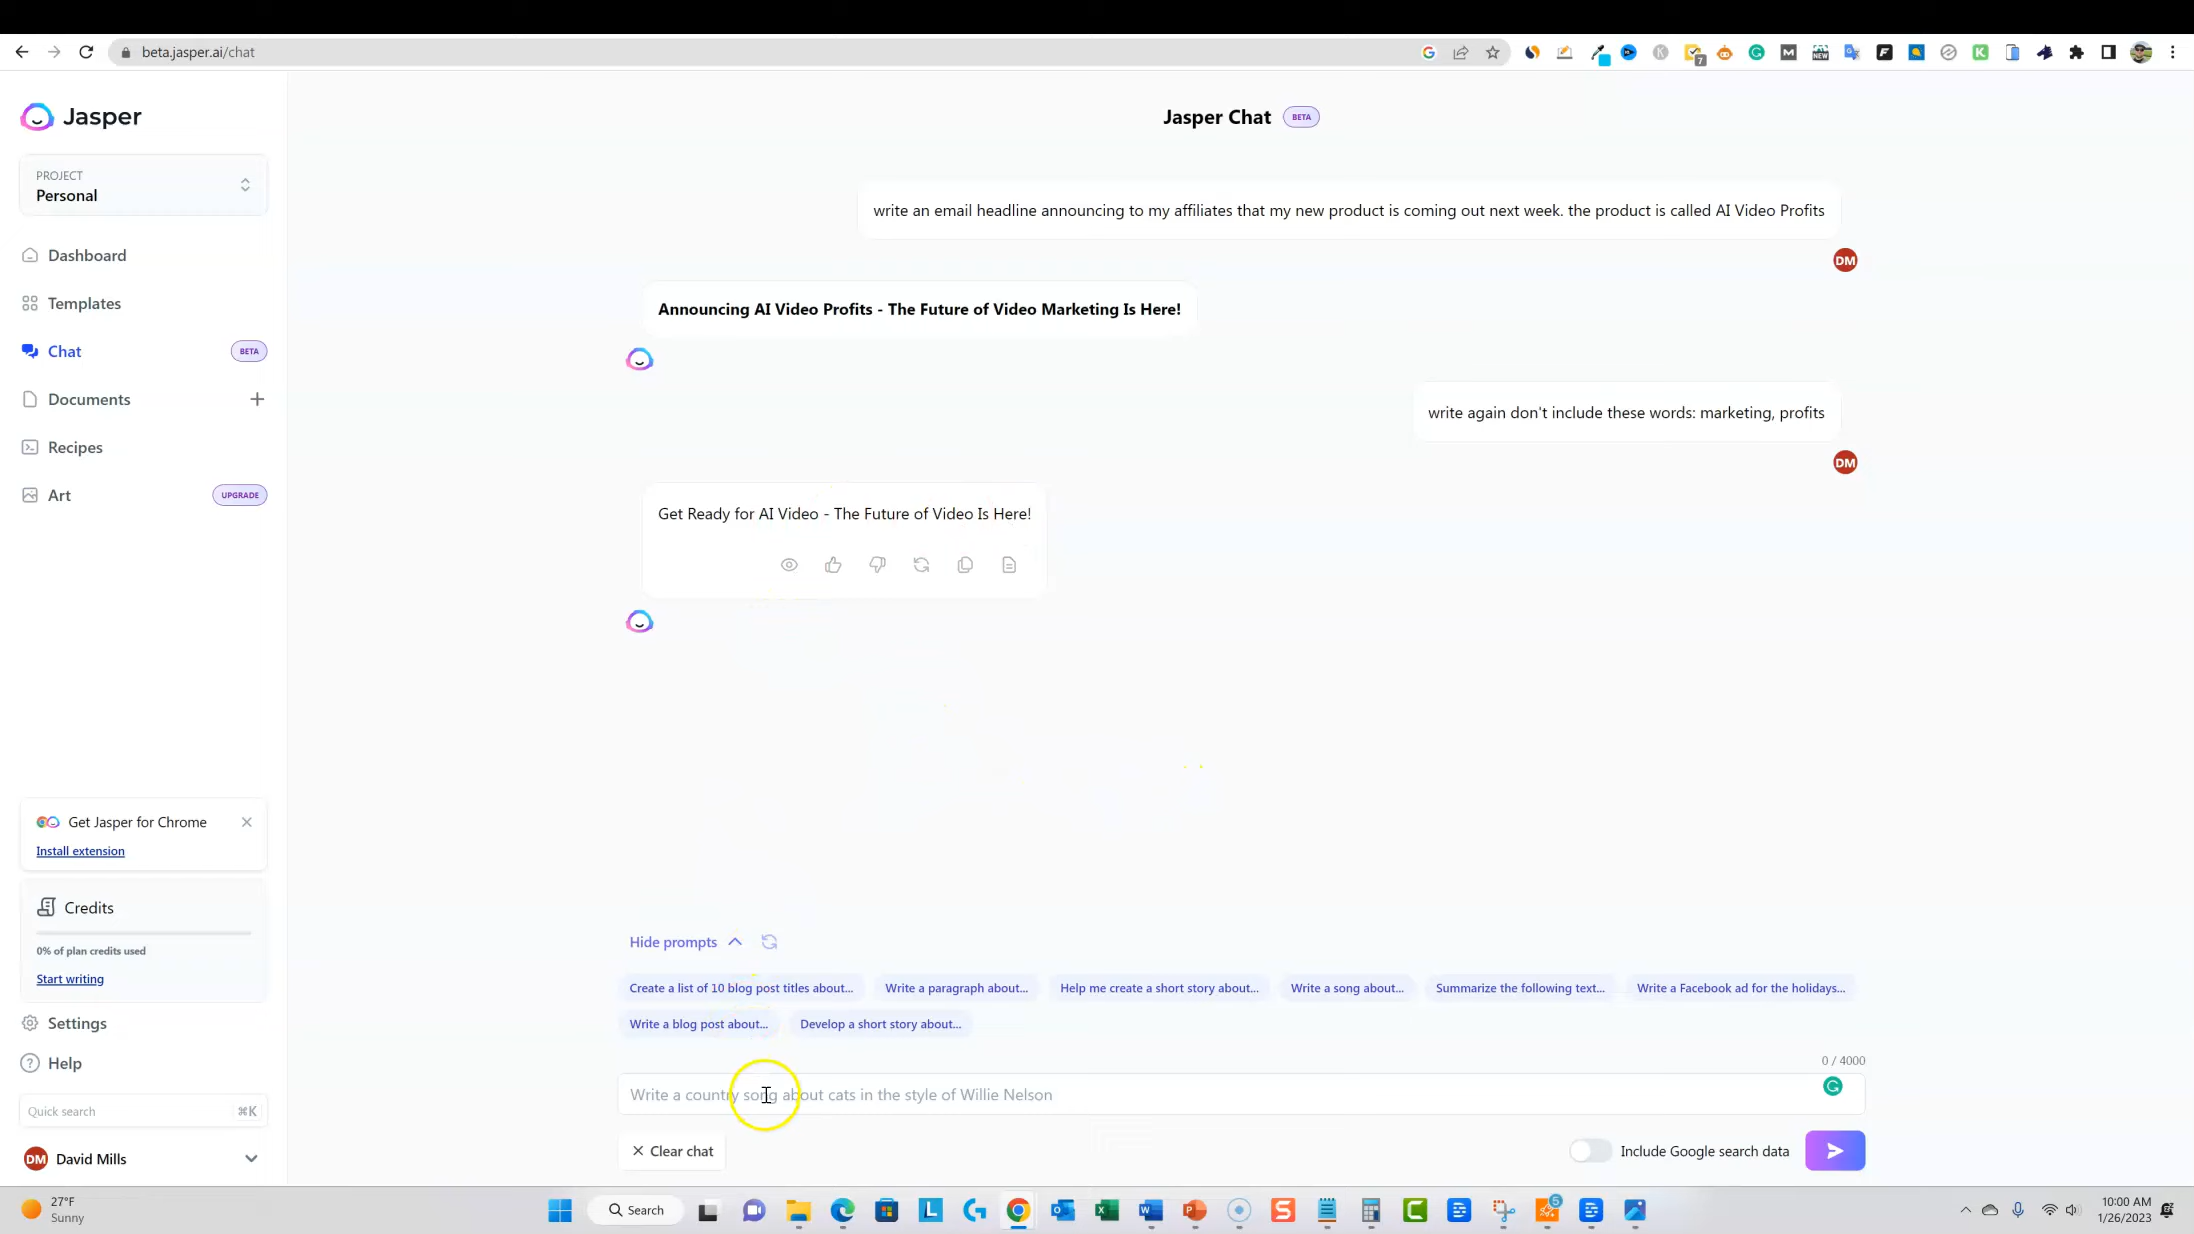 beta.jasper.ai/chat
7
NEW
Jasper
PROJECT
Personal
Dashboard
Templates
Chat
BETA
Documents
Recipes
Art
UPGRADE
Get Jasper for Chrome
Install extension
Credits
0% of plan credits used
Start writing
Settings
Help
Quick search
⌘K
DM
David Mills
Jasper Chat
BETA
write an email headline announcing to my affiliates that my new product is coming out next week. the product is called AI Video Profits
DM
Announcing AI Video Profits - The Future of Video Marketing Is Here!
write again don't include these words: marketing, profits
DM
Get Ready for AI Video - The Future of Video Is Here!
Hide prompts
Create a list of 10 blog post titles about...
Write a paragraph about...
Help me create a short story about...
Write a song about...
Summarize the following text...
Write a Facebook ad for the holidays...
Write a blog post about...
Develop a short story about...
0 / 4000
Write a country song about cats in the style of Willie Nelson
Clear chat
Include Google search data
27°F
Sunny
Search
5
10:00 AM
1/26/2023